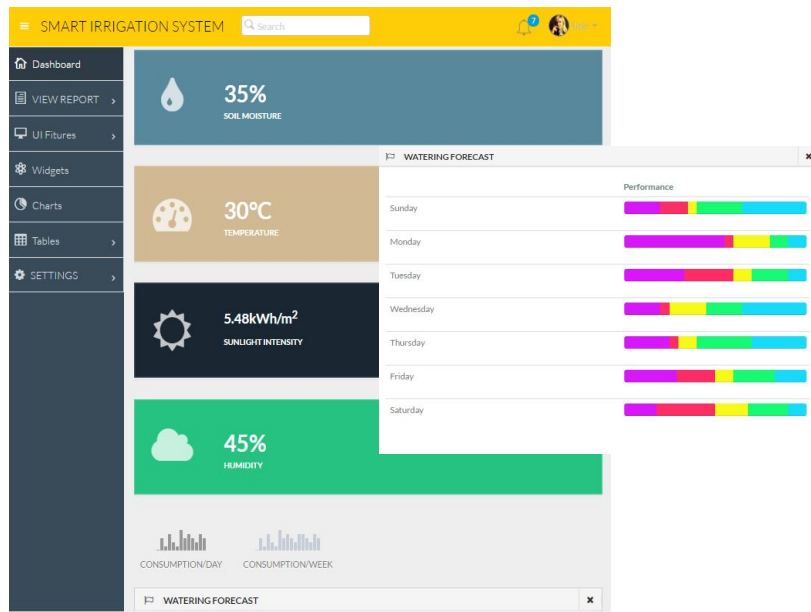 SMART IRRIGATION SYSTEM
Search
7
Dashboard
VIEW REPORT
UI Fitures
Widgets
Charts
Tables
SETTINGS
35%
SOIL MOISTURE
30°C
TEMPERATURE
5.48kWh/m²
SUNLIGHT INTENSITY
45%
HUMIDITY
CONSUMPTION/DAY
CONSUMPTION/WEEK
WATERING FORECAST
WATERING FORECAST
Performance
Sunday
Monday
Tuesday
Wednesday
Thursday
Friday
Saturday